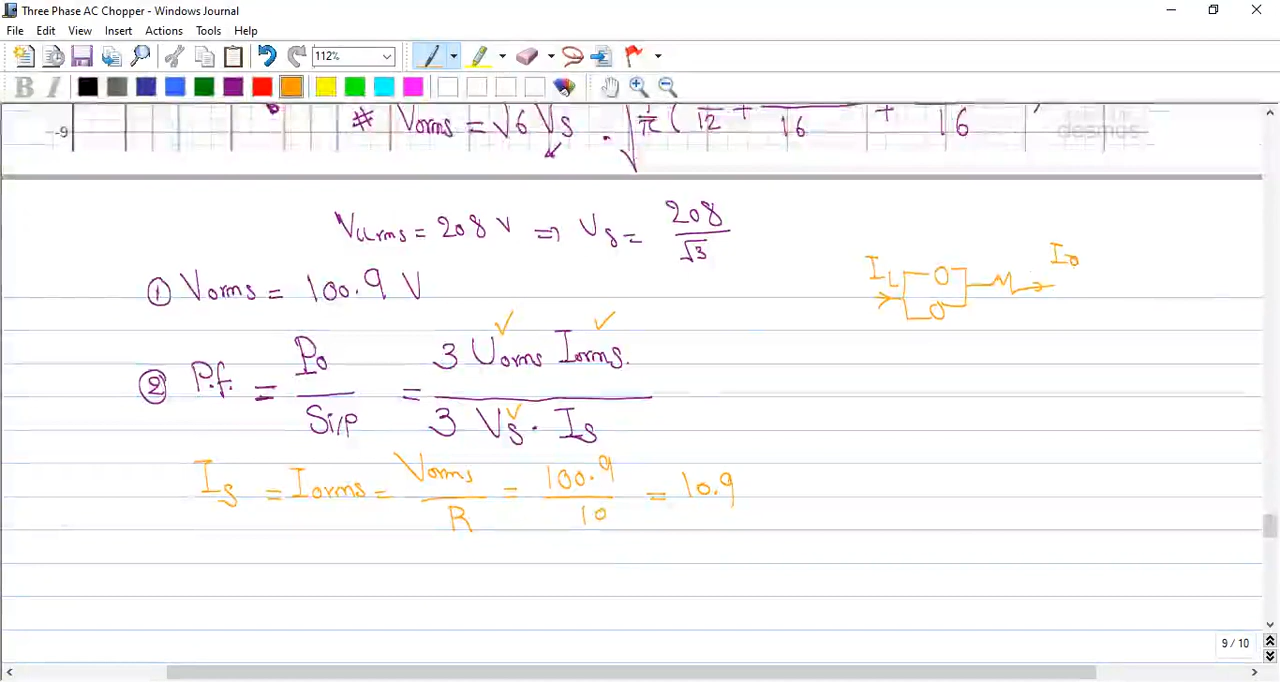 Three Phase AC Chopper - Windows Journal
File Edit View Insert Actions Tools Help
112%
B I
-9
# Vorms = √6 Vs . √ 1/π ( /12 + /16 + /16
desmos
VLLrms = 208 V ⇒ Vs = 208/√3
① Vorms = 100.9 V
IL
Io
② P.f. = Po/Si/p = 3 Vorms Iorms. / 3 Vs . Is
Is = Iorms = Vorms/R = 100.9/10 = 10.9
9 / 10